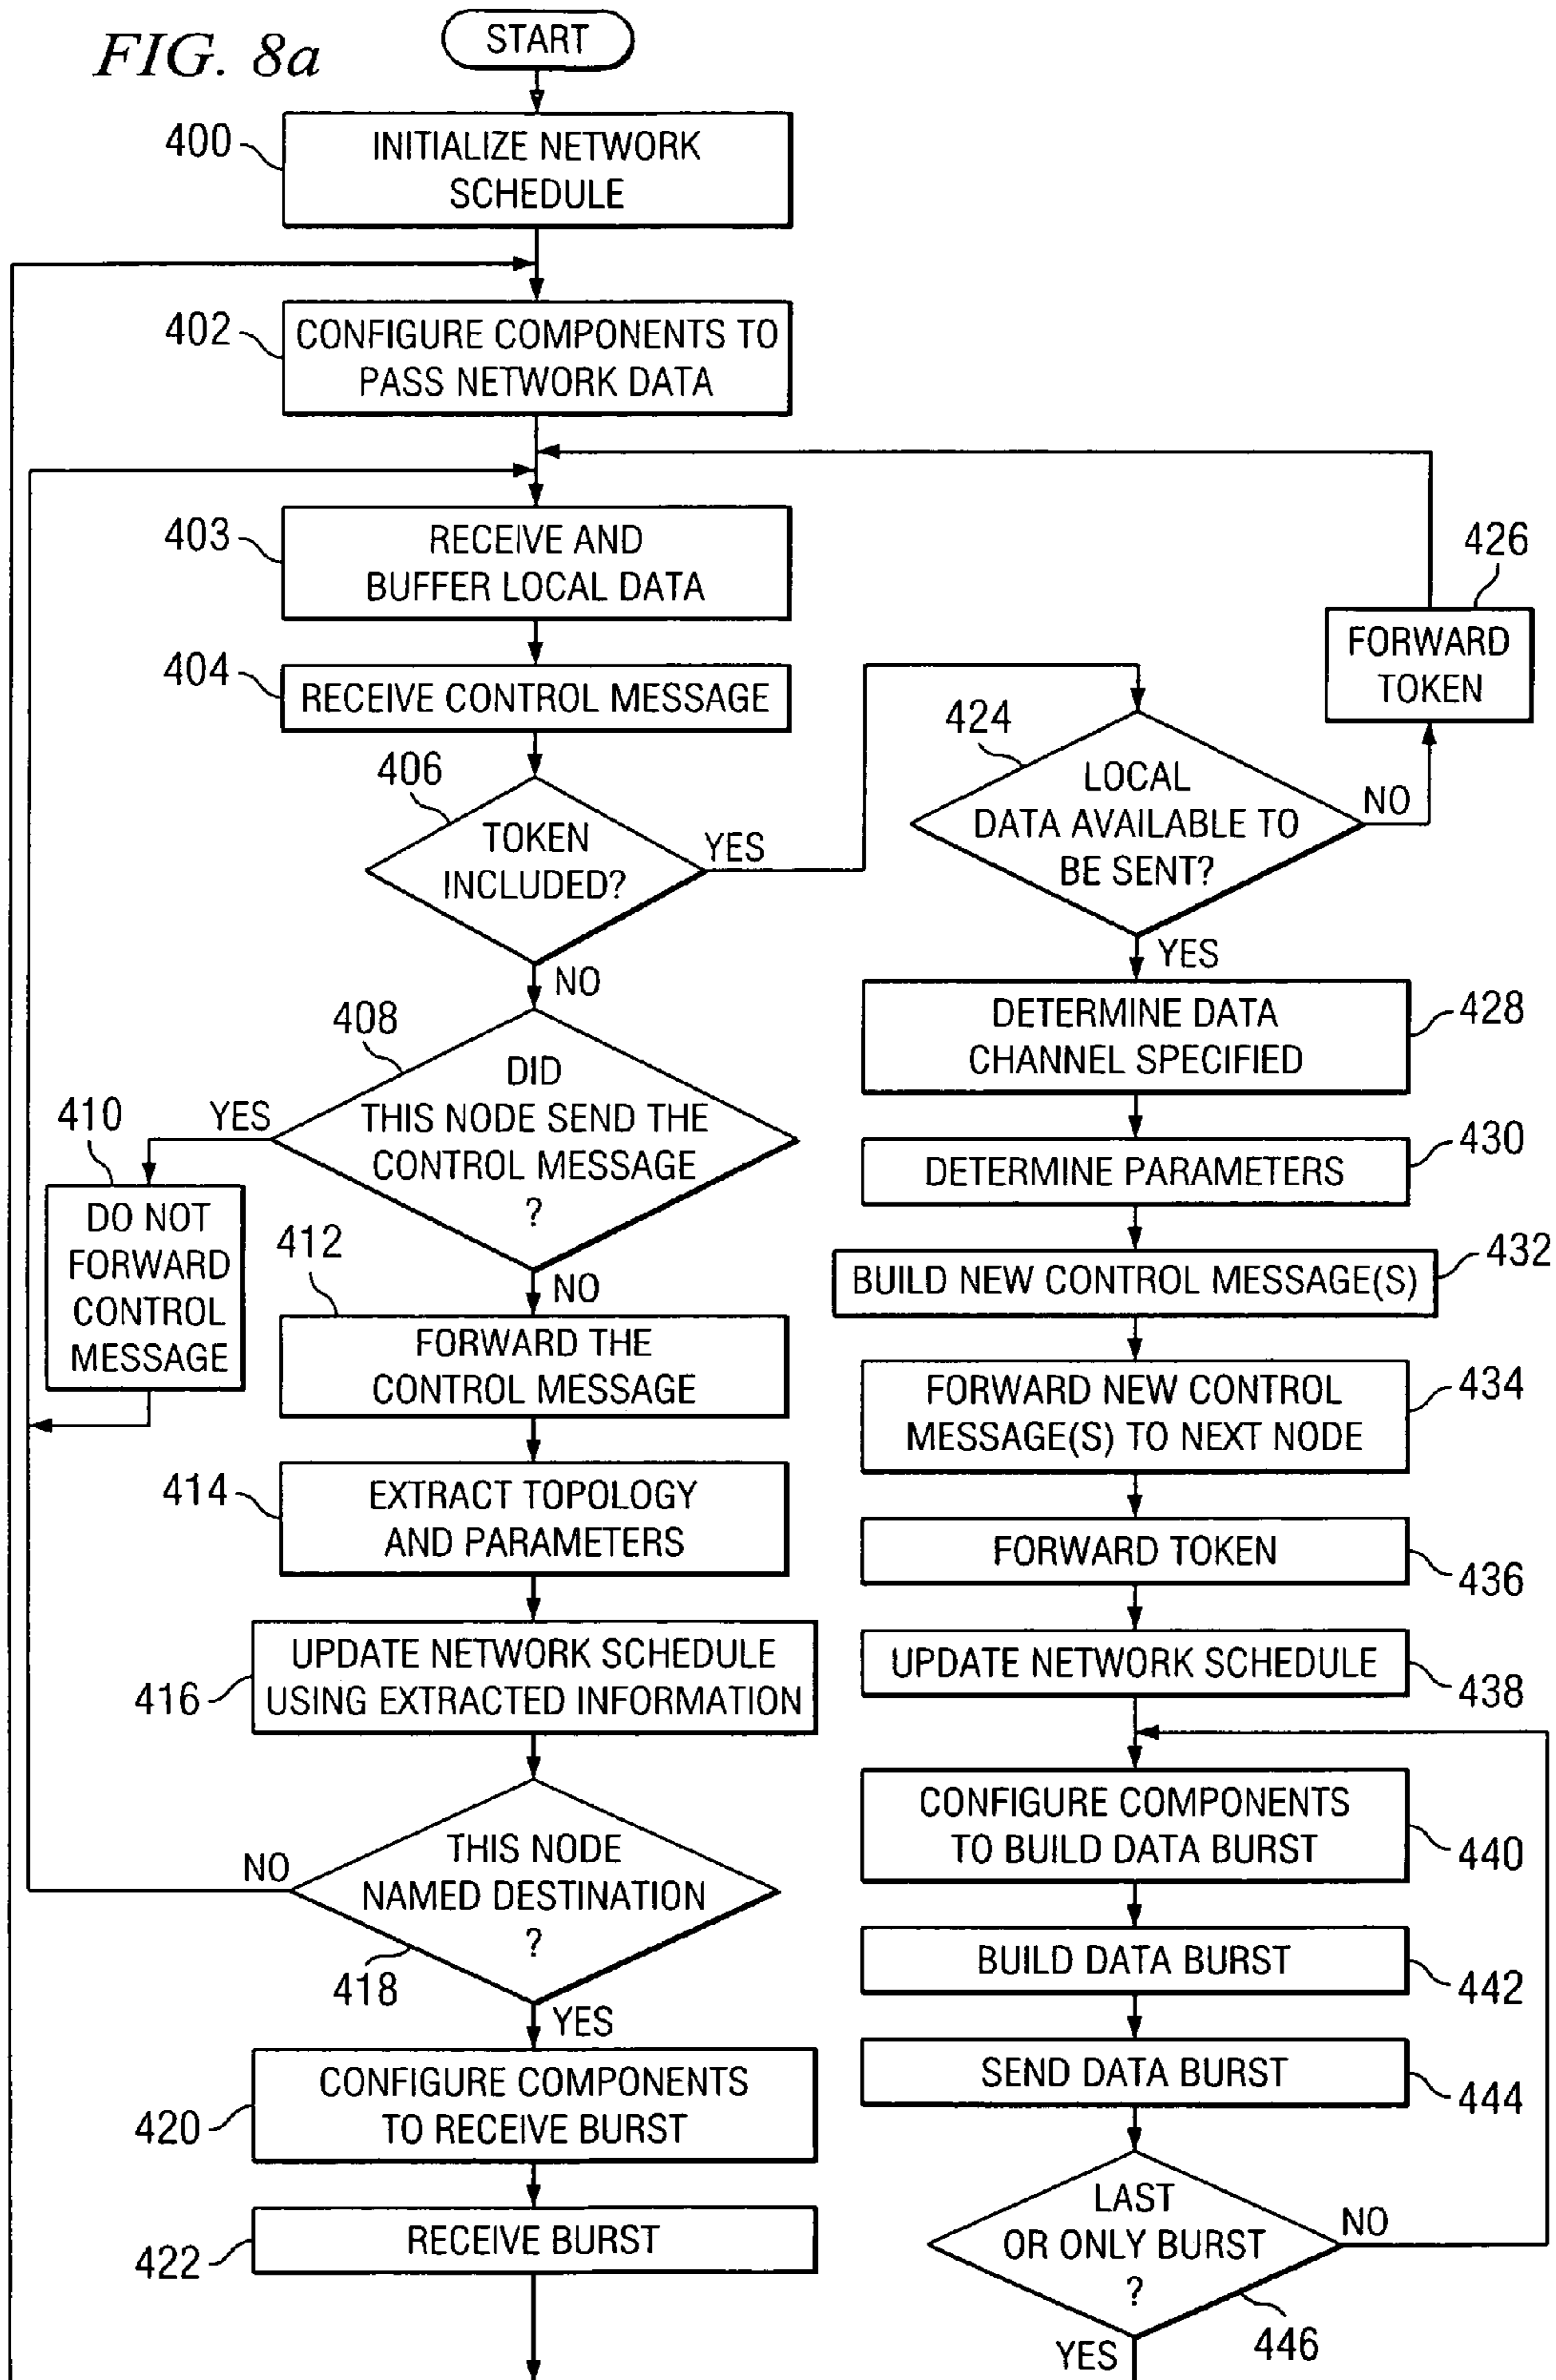 FIG. 8a
START
400
INITIALIZE NETWORK
SCHEDULE
402
CONFIGURE COMPONENTS TO
PASS NETWORK DATA
403
RECEIVE AND
BUFFER LOCAL DATA
404
RECEIVE CONTROL MESSAGE
406
TOKEN
INCLUDED?
YES
NO
408
DID
THIS NODE SEND THE
CONTROL MESSAGE
?
YES
NO
410
DO NOT
FORWARD
CONTROL
MESSAGE
412
FORWARD THE
CONTROL MESSAGE
414
EXTRACT TOPOLOGY
AND PARAMETERS
416
UPDATE NETWORK SCHEDULE
USING EXTRACTED INFORMATION
THIS NODE
NAMED DESTINATION
?
418
NO
YES
420
CONFIGURE COMPONENTS
TO RECEIVE BURST
422
RECEIVE BURST
424
LOCAL
DATA AVAILABLE TO
BE SENT?
NO
YES
426
FORWARD
TOKEN
DETERMINE DATA
CHANNEL SPECIFIED
428
DETERMINE PARAMETERS
430
BUILD NEW CONTROL MESSAGE(S)
432
FORWARD NEW CONTROL
MESSAGE(S) TO NEXT NODE
434
FORWARD TOKEN
436
UPDATE NETWORK SCHEDULE
438
CONFIGURE COMPONENTS
TO BUILD DATA BURST
440
BUILD DATA BURST
442
SEND DATA BURST
444
LAST
OR ONLY BURST
?
NO
446
YES